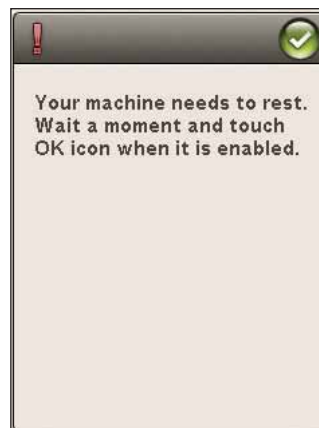 Your machine needs to rest.
Wait a moment and touch
OK icon when it is enabled.